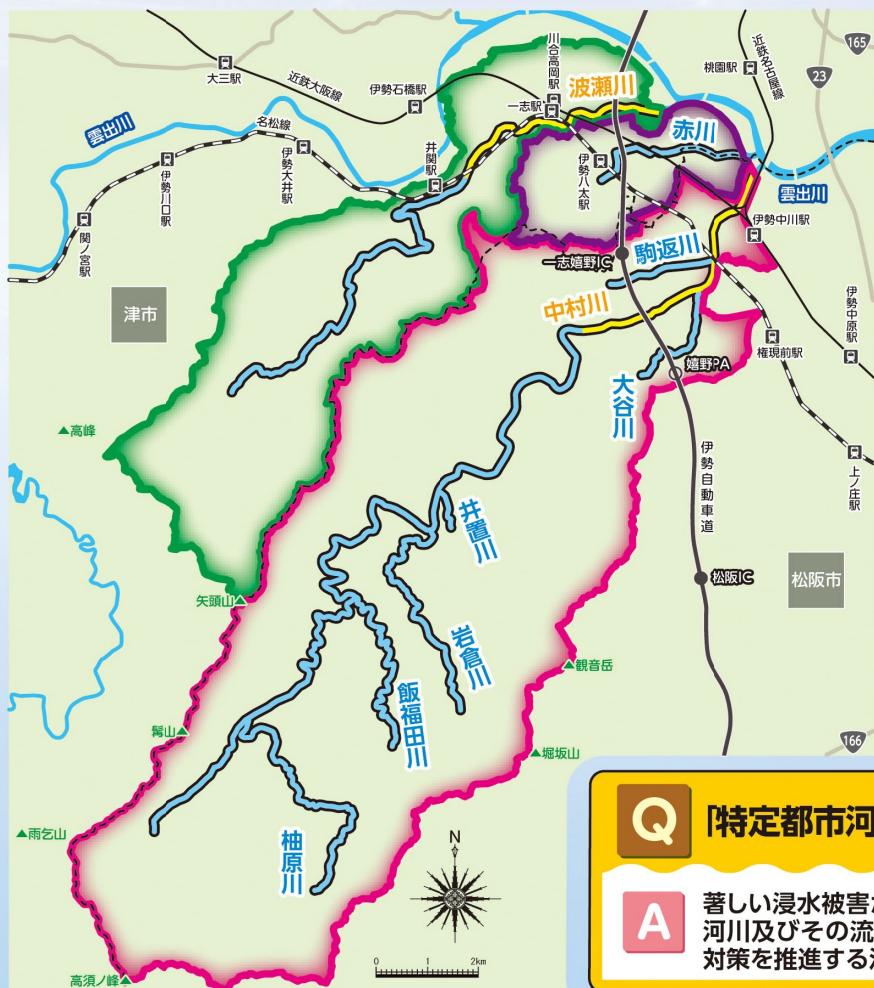 165
23
近鉄名古屋線
桃園駅
川合高岡駅
大三駅
近鉄大阪線
伊勢石橋駅
一志駅
波瀬川
赤川
雲出川
名松線
井関駅
伊勢八太駅
雲出川
伊勢川口駅
伊勢大井駅
関ノ宮駅
伊勢中川駅
一志嬉野IC
駒返川
津市
中村川
伊勢中原駅
権現前駅
嬉野PA
大谷川
高峰
伊勢自動車道
上ノ庄駅
井置川
松阪IC
松阪市
矢頭山
岩倉川
観音岳
飯福田川
髯山
堀坂山
166
雨乞山
柚原川
N
0 1 2km
高須ノ峰
Q
「特定都市河
A
著しい浸水被害が
河川及びその流
対策を推進する